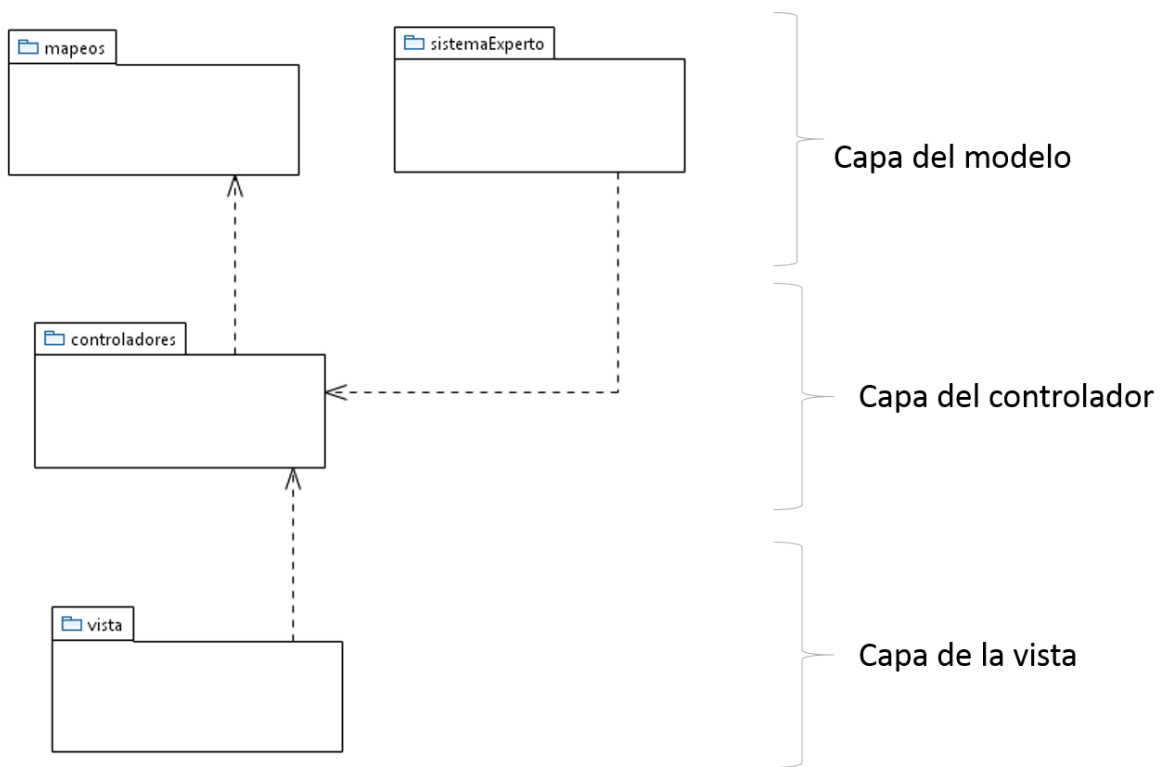 mapeos
sistemaExperto
Capa del modelo
controladores
Capa del controlador
vista
Capa de la vista